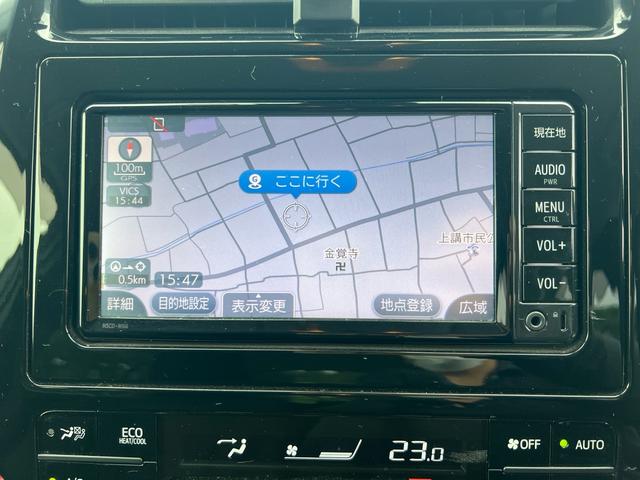 現在地
100m
GPS
VICS
15:44
ここに行く
AUDIO
PWR
MENU
CTRL
VOL+
VOL-
金覚寺
上講市民公
0.5km
15:47
詳細
目的地設定
表示変更
地点登録
広域
ECO
HEAT/COOL
23.0
OFF
AUTO